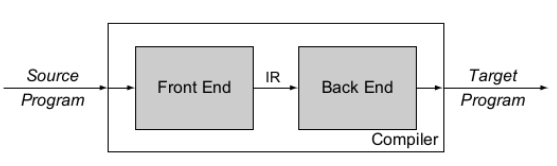 Source
Program
Front End
IR
Back End
Target
Program
Compiler